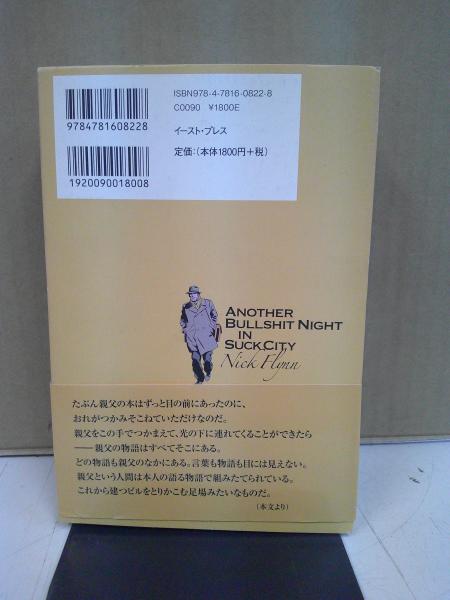 ISBN978-4-7816-0822-8
C0090 ¥1800E
9784781608228
イースト・プレス
定価:(本体1800円+税)
1920090018008
ANOTHER
BULLSHIT NIGHT
IN
SUCK CITY
Nick Flynn
たぶん親父の本はずっと目の前にあったのに、
おれがつかみそこねていただけなのだ。
親父をこの手でつかまえて、光の下に連れてくることができたら
――親父の物語はすべてそこにある。
どの物語も親父のなかにある。言葉も物語も目には見えない。
親父という人間は本人の語る物語で組みたてられている。
これから建つビルをとりかこむ足場みたいなものだ。
(本文より)